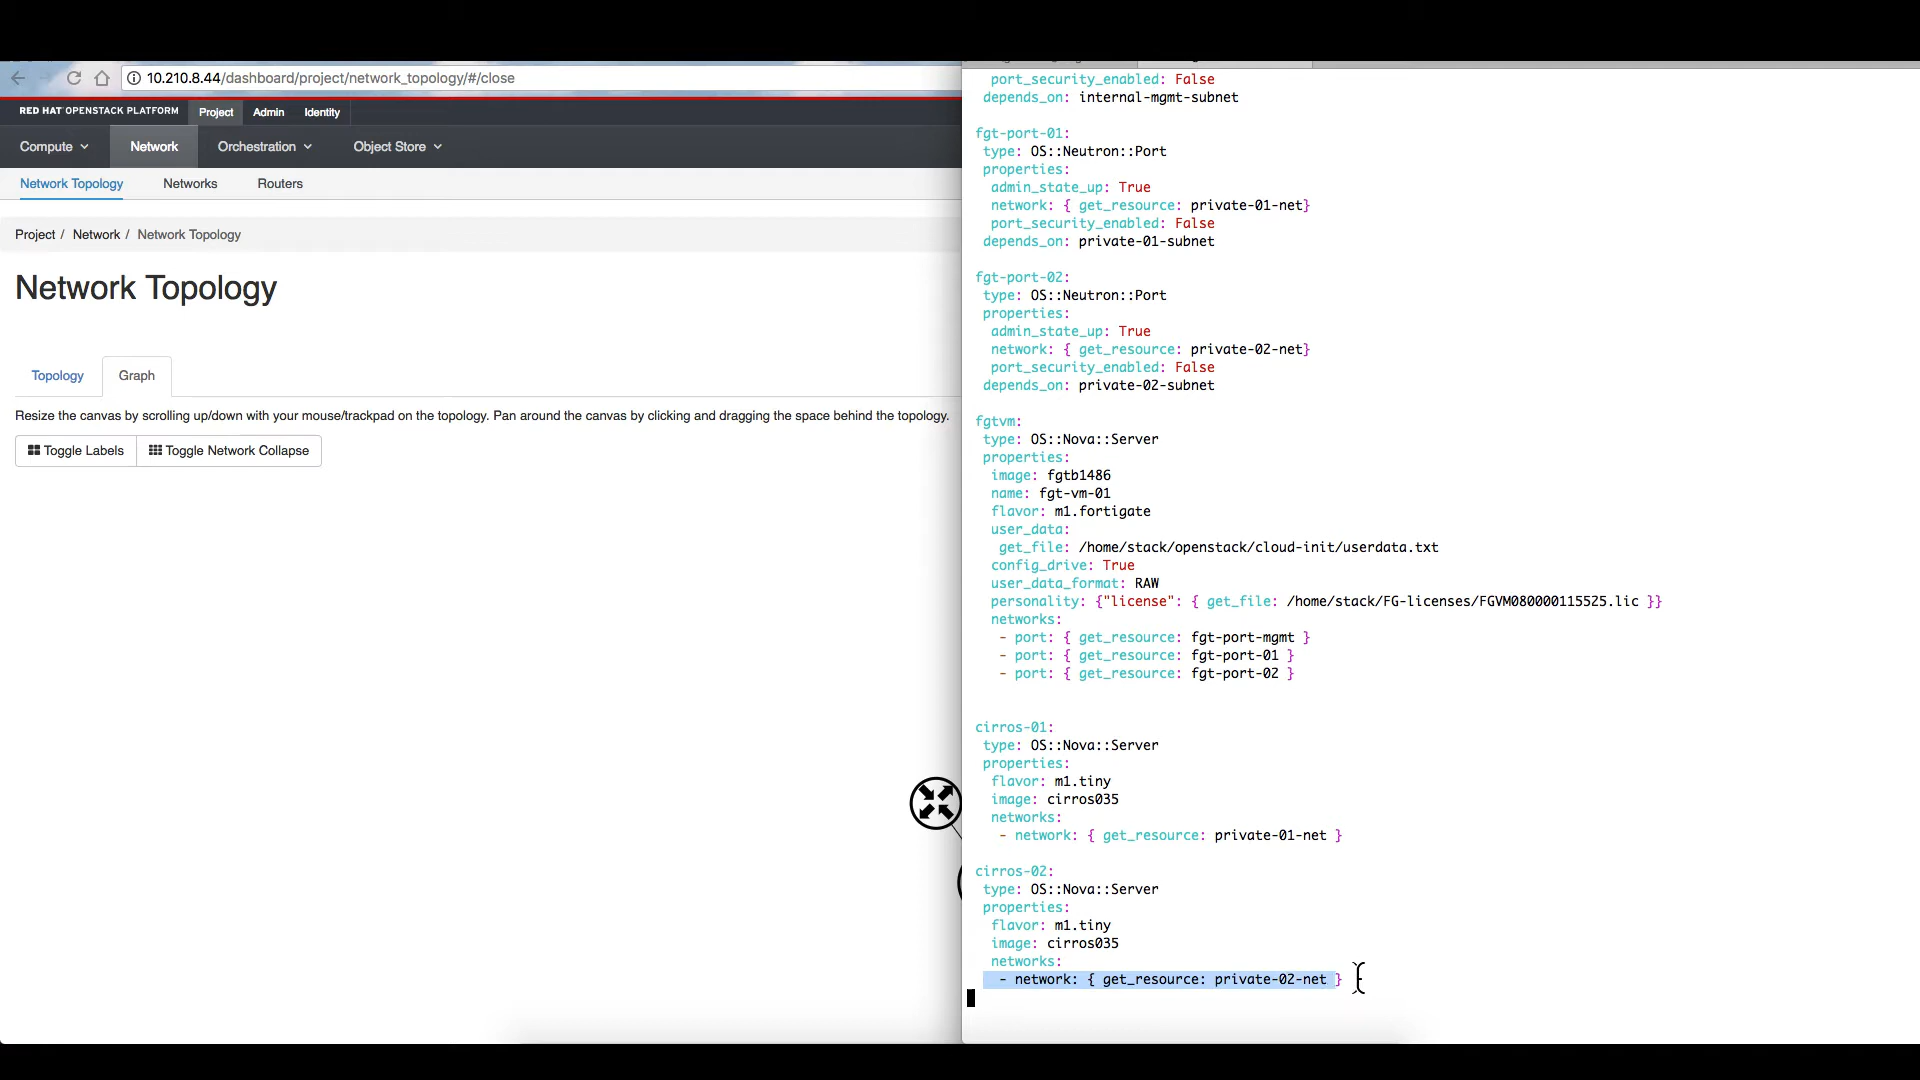 10.210.8.44/dashboard/project/network_topology/#/close
RED HAT OPENSTACK PLATFORM Project Admin Identity
Compute Network Orchestration Object Store
Network Topology Networks Routers
Project / Network / Network Topology
Network Topology
Topology Graph
Resize the canvas by scrolling up/down with your mouse/trackpad on the topology. Pan around the canvas by clicking and dragging the space behind the topology.
Toggle Labels Toggle Network Collapse
port_security_enabled: False
depends_on: internal-mgmt-subnet
fgt-port-01:
type: OS::Neutron::Port
properties:
admin_state_up: True
network: { get_resource: private-01-net}
port_security_enabled: False
depends_on: private-01-subnet
fgt-port-02:
type: OS::Neutron::Port
properties:
admin_state_up: True
network: { get_resource: private-02-net}
port_security_enabled: False
depends_on: private-02-subnet
fgtvm:
type: OS::Nova::Server
properties:
image: fgtb1486
name: fgt-vm-01
flavor: m1.fortigate
user_data:
get_file: /home/stack/openstack/cloud-init/userdata.txt
config_drive: True
user_data_format: RAW
personality: {"license": { get_file: /home/stack/FG-licenses/FGVM080000115525.lic }}
networks:
- port: { get_resource: fgt-port-mgmt }
- port: { get_resource: fgt-port-01 }
- port: { get_resource: fgt-port-02 }
cirros-01:
type: OS::Nova::Server
properties:
flavor: m1.tiny
image: cirros035
networks:
- network: { get_resource: private-01-net }
cirros-02:
type: OS::Nova::Server
properties:
flavor: m1.tiny
image: cirros035
networks:
- network: { get_resource: private-02-net }